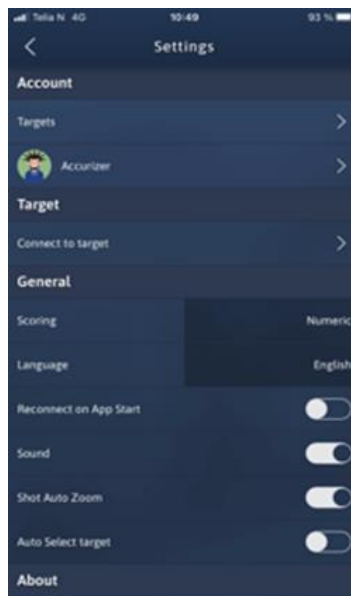 Telia N 4G 10:49 93 %
Settings
Account
Targets
Accurizer
Target
Connect to target
General
Scoring Numeric
Language English
Reconnect on App Start
Sound
Shot Auto Zoom
Auto Select target
About